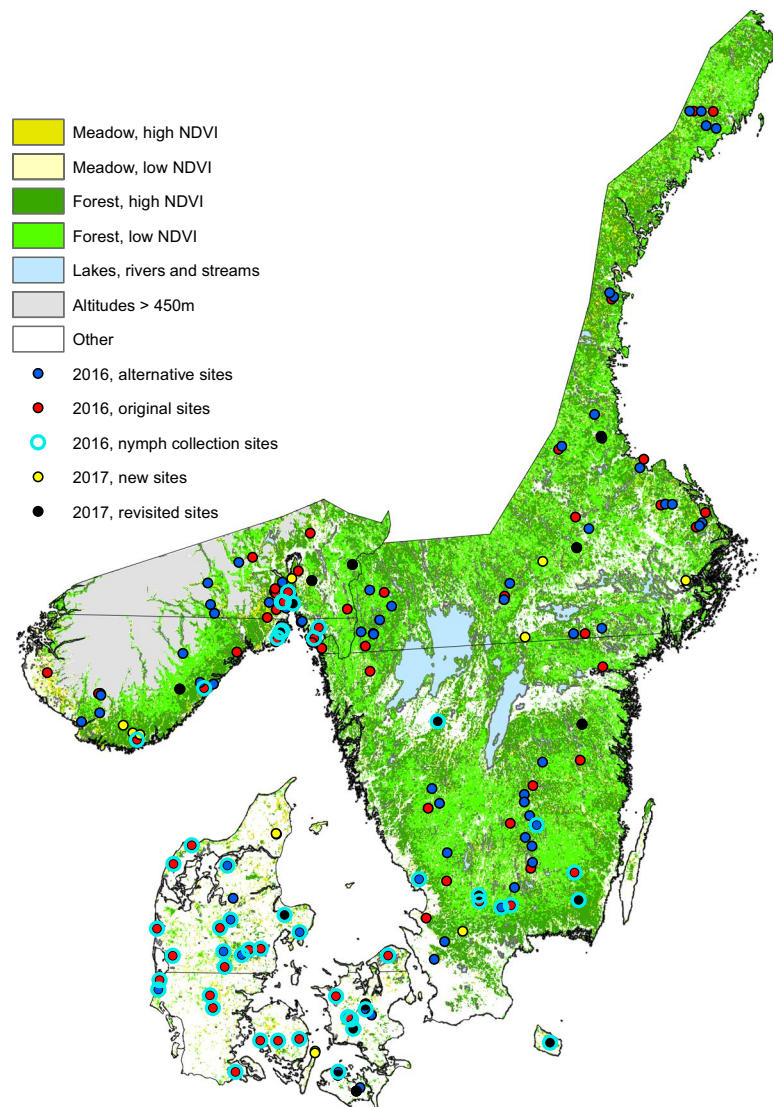 Meadow, high NDVI
Meadow, low NDVI
Forest, high NDVI
Forest, low NDVI
Lakes, rivers and streams
Altitudes > 450m
Other
2016, alternative sites
2016, original sites
2016, nymph collection sites
2017, new sites
2017, revisited sites